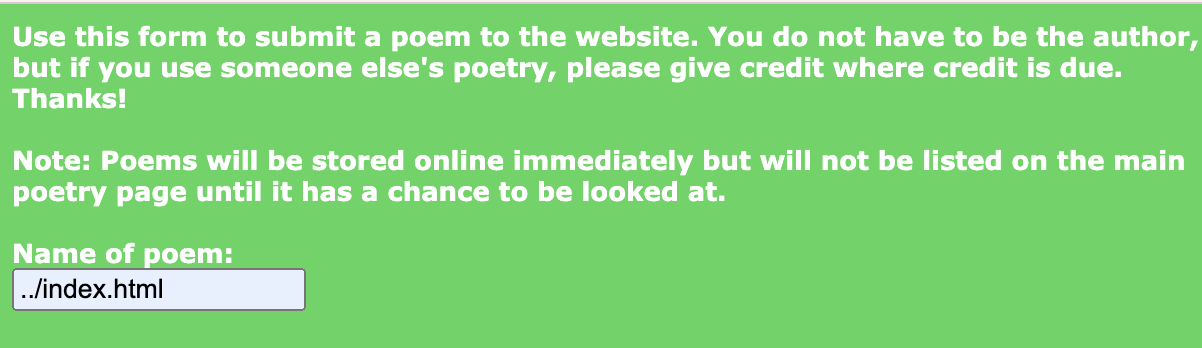 Use this form to submit a poem to the website. You do not have to be the author,
but if you use someone else's poetry, please give credit where credit is due.
Thanks!
Note: Poems will be stored online immediately but will not be listed on the main
poetry page until it has a chance to be looked at.
Name of poem:
../index.html